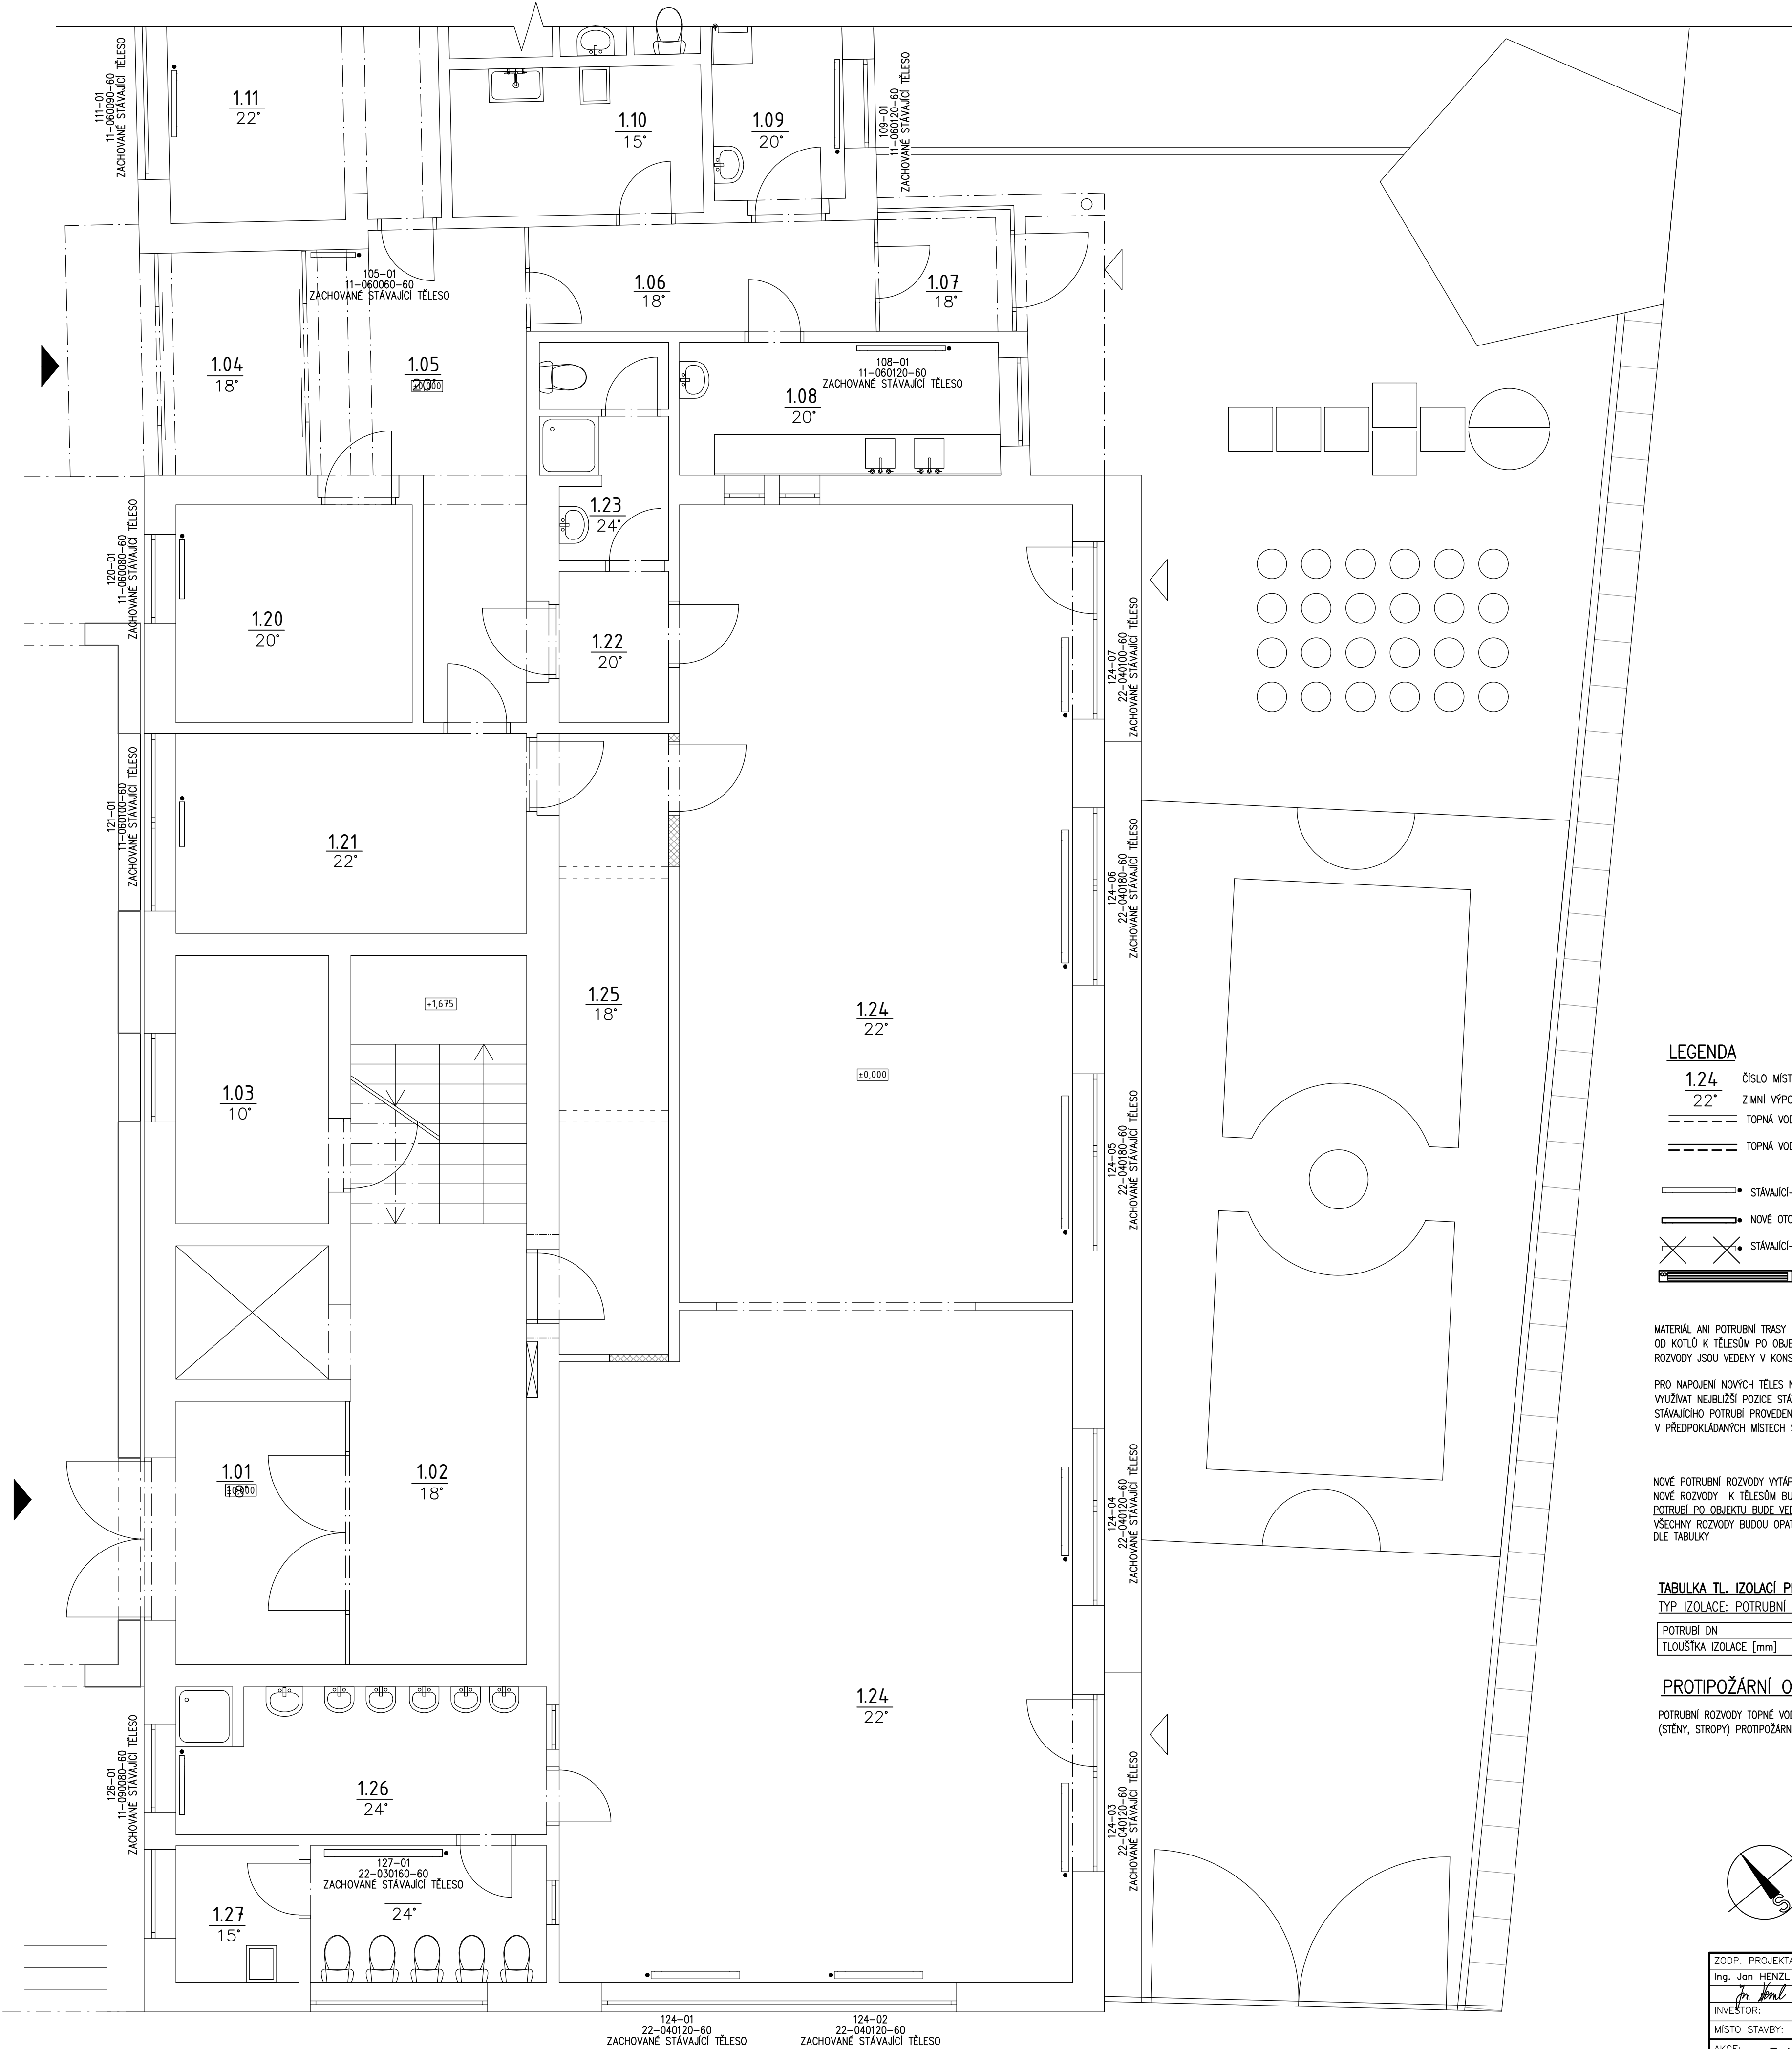 111-01
11-060090-60
ZACHOVANÉ STÁVAJÍCÍ TĚLESO
1.11
22°
1.10
15°
1.09
20°
109-01
11-060120-60
ZACHOVANÉ STÁVAJÍCÍ TĚLESO
105-01
11-060060-60
ZACHOVANÉ STÁVAJÍCÍ TĚLESO
1.06
18°
1.07
18°
1.04
18°
1.05
20°
±0,000
108-01
11-060120-60
ZACHOVANÉ STÁVAJÍCÍ TĚLESO
1.08
20°
1.23
24°
120-01
11-060080-60
ZACHOVANÉ STÁVAJÍCÍ TĚLESO
1.20
20°
1.22
20°
124-07
22-040100-60
ZACHOVANÉ STÁVAJÍCÍ TĚLESO
121-01
11-060100-60
ZACHOVANÉ STÁVAJÍCÍ TĚLESO
1.21
22°
124-06
22-040180-60
ZACHOVANÉ STÁVAJÍCÍ TĚLESO
+1,675
1.25
18°
1.24
22°
±0,000
1.03
10°
124-05
22-040180-60
ZACHOVANÉ STÁVAJÍCÍ TĚLESO
1.01
18°
±0,000
1.02
18°
124-04
22-040120-60
ZACHOVANÉ STÁVAJÍCÍ TĚLESO
1.24
22°
126-01
11-090080-60
ZACHOVANÉ STÁVAJÍCÍ TĚLESO
1.26
24°
124-03
22-040120-60
ZACHOVANÉ STÁVAJÍCÍ TĚLESO
127-01
22-030160-60
ZACHOVANÉ STÁVAJÍCÍ TĚLESO
24°
1.27
15°
124-01
22-040120-60
ZACHOVANÉ STÁVAJÍCÍ TĚLESO
124-02
22-040120-60
ZACHOVANÉ STÁVAJÍCÍ TĚLESO
LEGENDA
1.24 ČÍSLO MÍST
22° ZIMNÍ VÝPO
TOPNÁ VOD
TOPNÁ VOD
STÁVAJÍCÍ-
NOVÉ OTO
STÁVAJÍCÍ-
MATERIÁL ANI POTRUBNÍ TRASY
OD KOTLŮ K TĚLESŮM PO OBJE
ROZVODY JSOU VEDENY V KONS
PRO NAPOJENÍ NOVÝCH TĚLES N
VYUŽÍVAT NEJBLIŽŠÍ POZICE STÁ
STÁVAJÍCÍHO POTRUBÍ PROVEDEN
V PŘEDPOKLÁDANÝCH MÍSTECH S
NOVÉ POTRUBNÍ ROZVODY VYTÁP
NOVÉ ROZVODY K TĚLESŮM BU
POTRUBÍ PO OBJEKTU BUDE VED
VŠECHNY ROZVODY BUDOU OPAT
DLE TABULKY
TABULKA TL. IZOLACÍ P
TYP IZOLACE: POTRUBNÍ
POTRUBÍ DN
TLOUŠŤKA IZOLACE [mm]
PROTIPOŽÁRNÍ O
POTRUBNÍ ROZVODY TOPNÉ VOD
(STĚNY, STROPY) PROTIPOŽÁRN
S
ZODP. PROJEKTA
Ing. Jan HENZL
INVESTOR:
MÍSTO STAVBY:
AKCE: